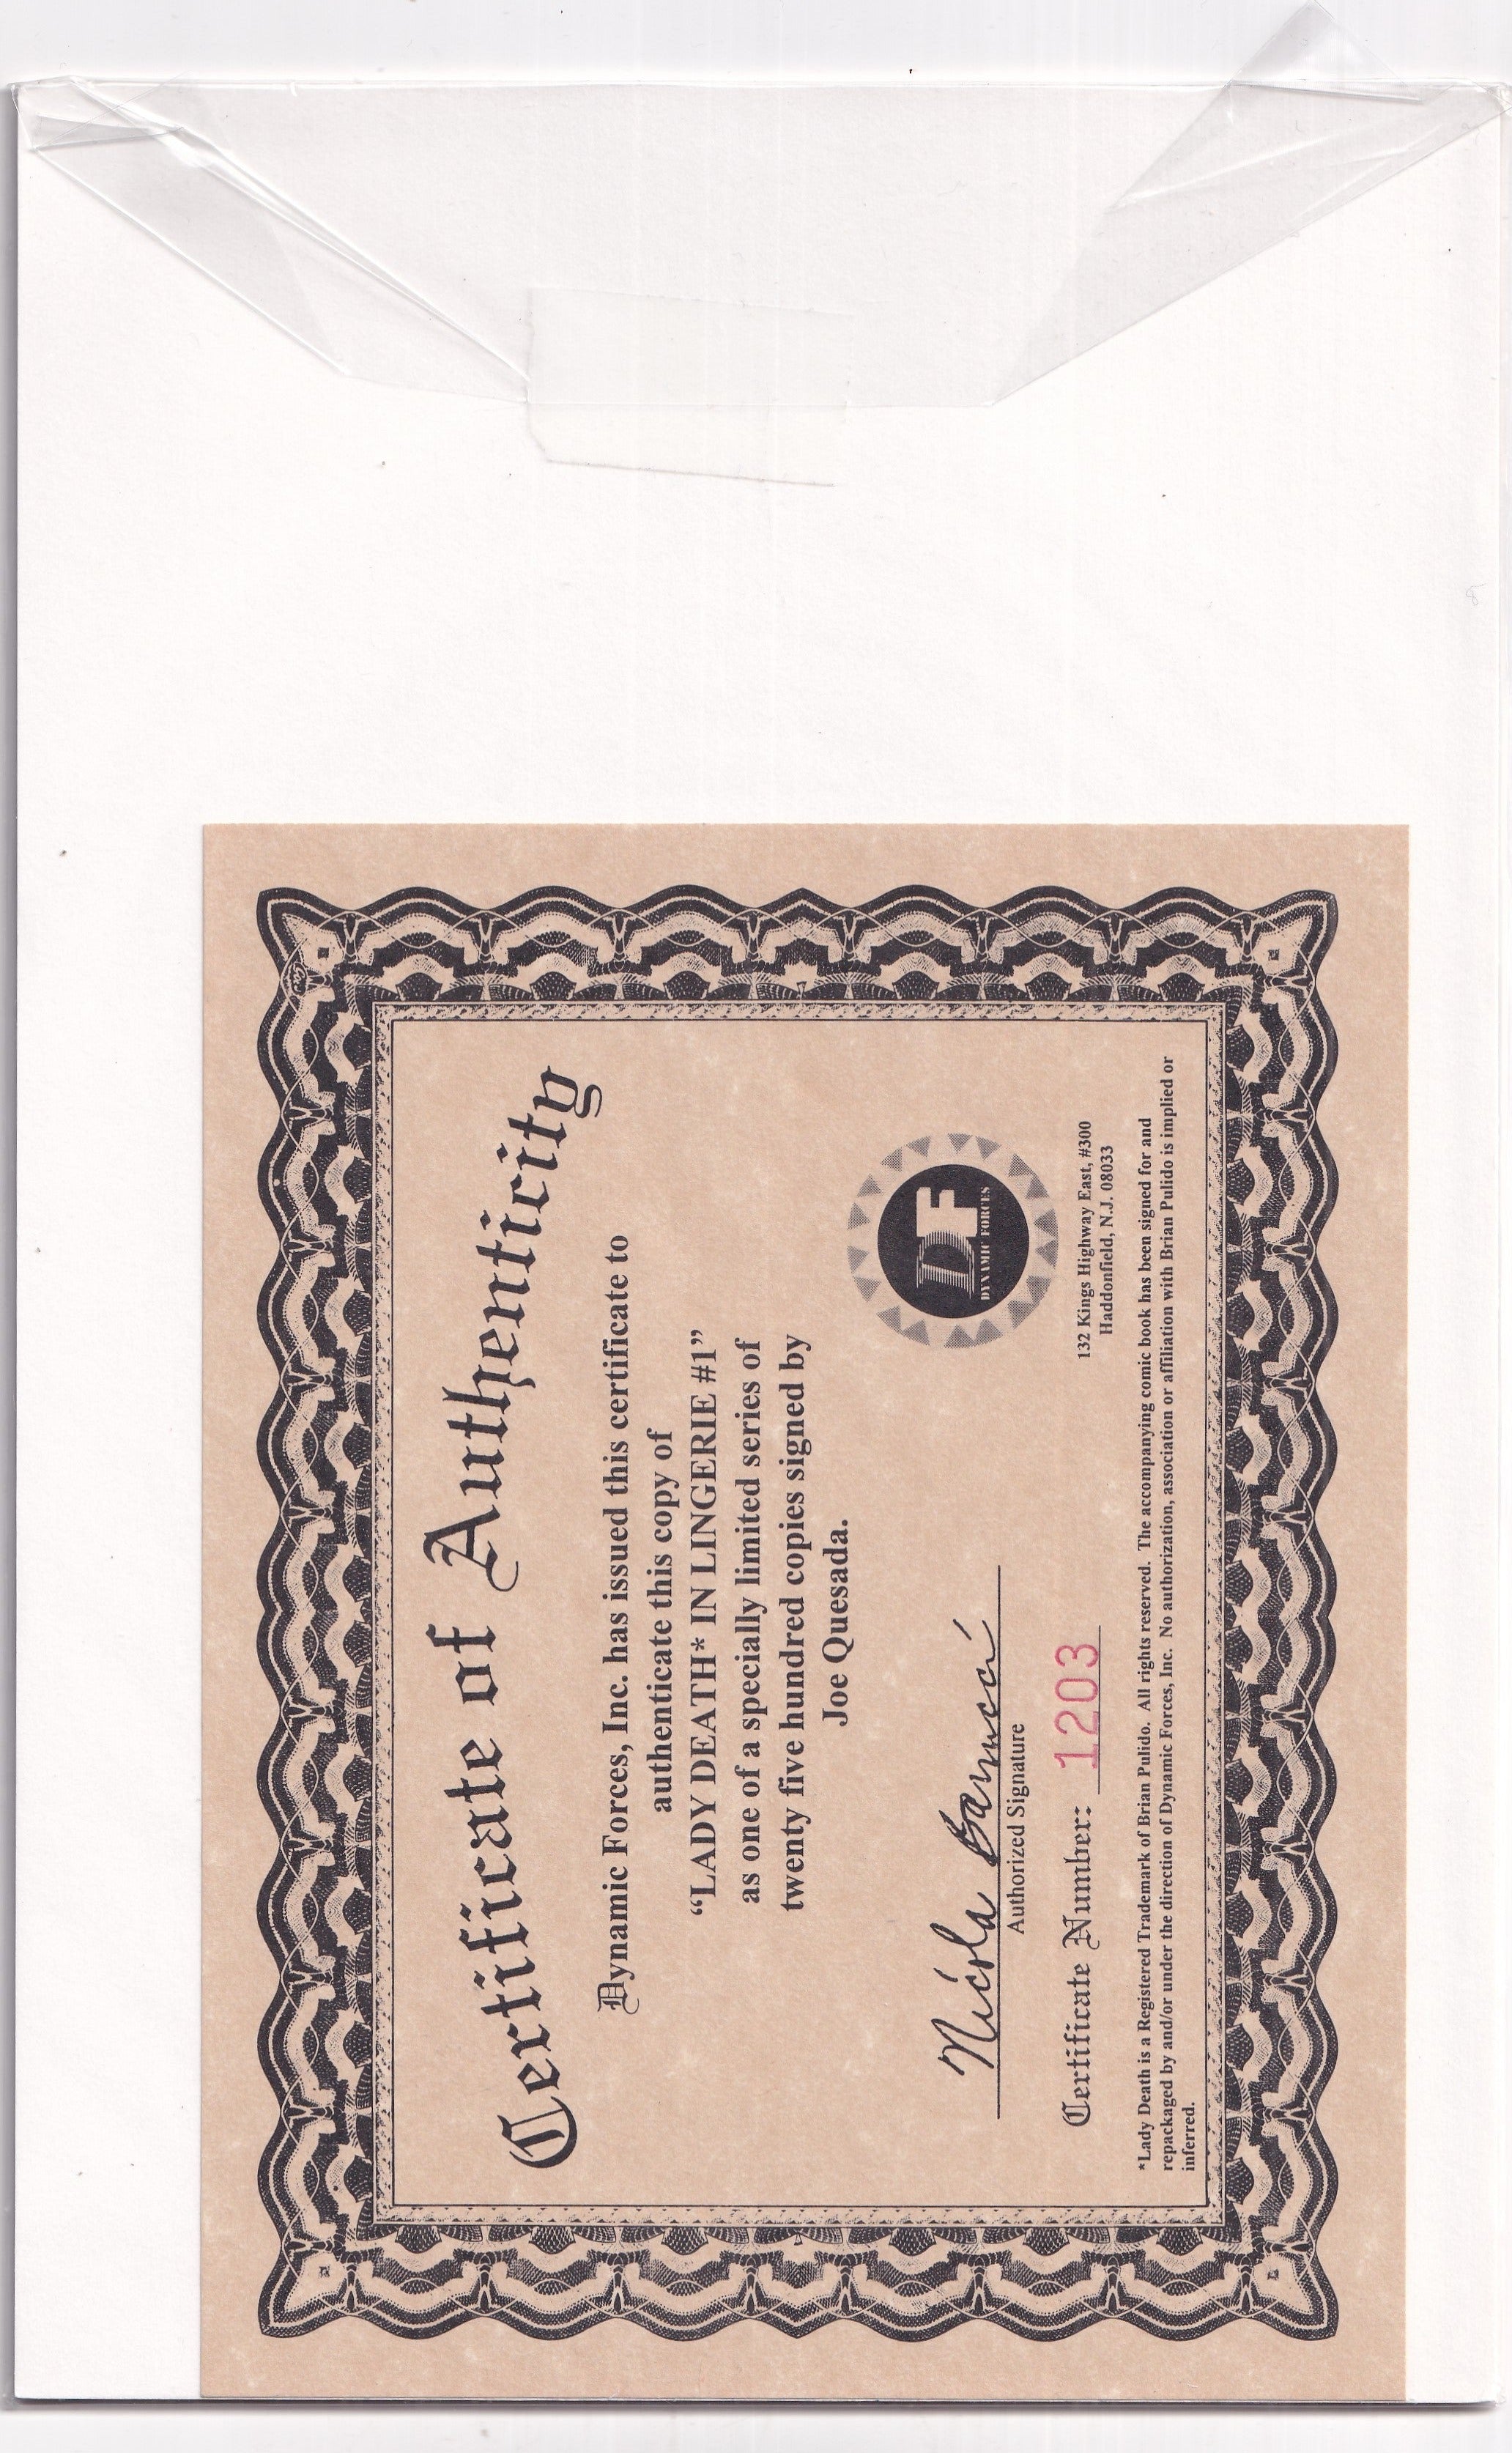 Certificate of Authenticity
Dynamic Forces, Inc. has issued this certificate to
authenticate this copy of
“LADY DEATH* IN LINGERIE #1”
as one of a specially limited series of
twenty five hundred copies signed by
Joe Quesada.
DF
DYNAMIC FORCES
Nicola
Authorized Signature
132 Kings Highway East, #300
Haddonfield, N.J. 08033
Certificate Number: 1203
*Lady Death is a Registered Trademark of Brian Pulido. All rights reserved. The accompanying comic book has been signed for and
repackaged by and/or under the direction of Dynamic Forces, Inc. No authorization, association or affiliation with Brian Pulido is implied or
inferred.